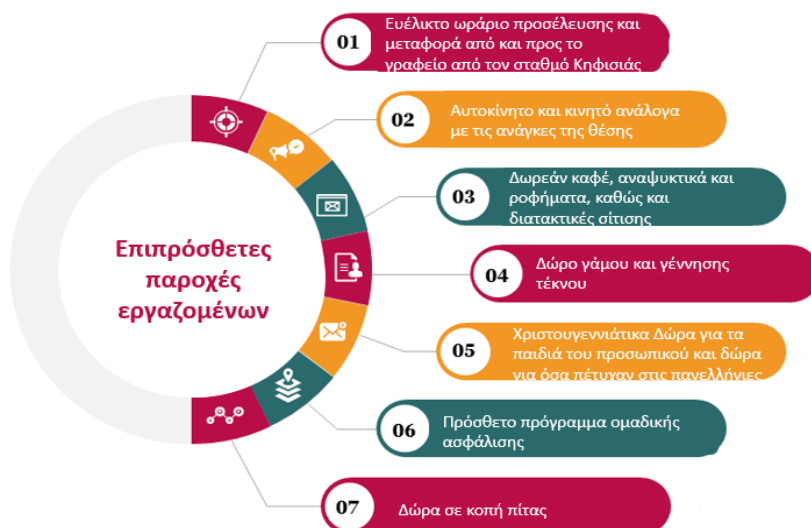 01
Ευέλικτο ωράριο προσέλευσης και
μεταφορά από και προς το
γραφείο από τον σταθμό Κηφισιάς
02
Αυτοκίνητο και κινητό ανάλογα
με τις ανάγκες της θέσης
03
Δωρεάν καφέ, αναψυκτικά και
ροφήματα, καθώς και
διατακτικές σίτισης
Επιπρόσθετες
παροχές
εργαζομένων
04
Δώρο γάμου και γέννησης
τέκνου
05
Χριστουγεννιάτικα Δώρα για τα
παιδιά του προσωπικού και δώρα
για όσα πέτυχαν στις πανελλήνιες
06
Πρόσθετο πρόγραμμα ομαδικής
ασφάλισης
07
Δώρα σε κοπή πίτας